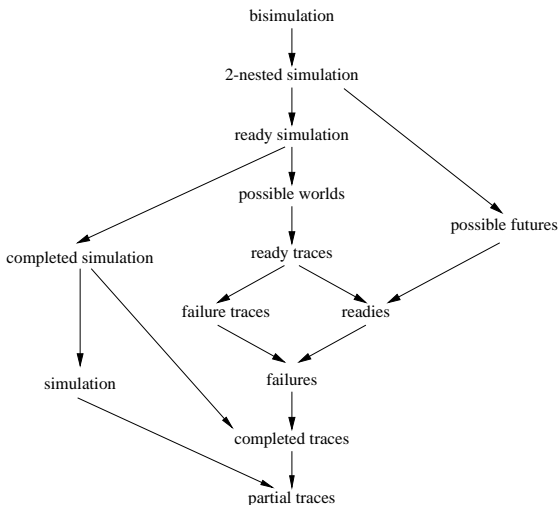 bisimulation
2-nested simulation
ready simulation
possible worlds
possible futures
completed simulation
ready traces
failure traces
readies
simulation
failures
completed traces
partial traces